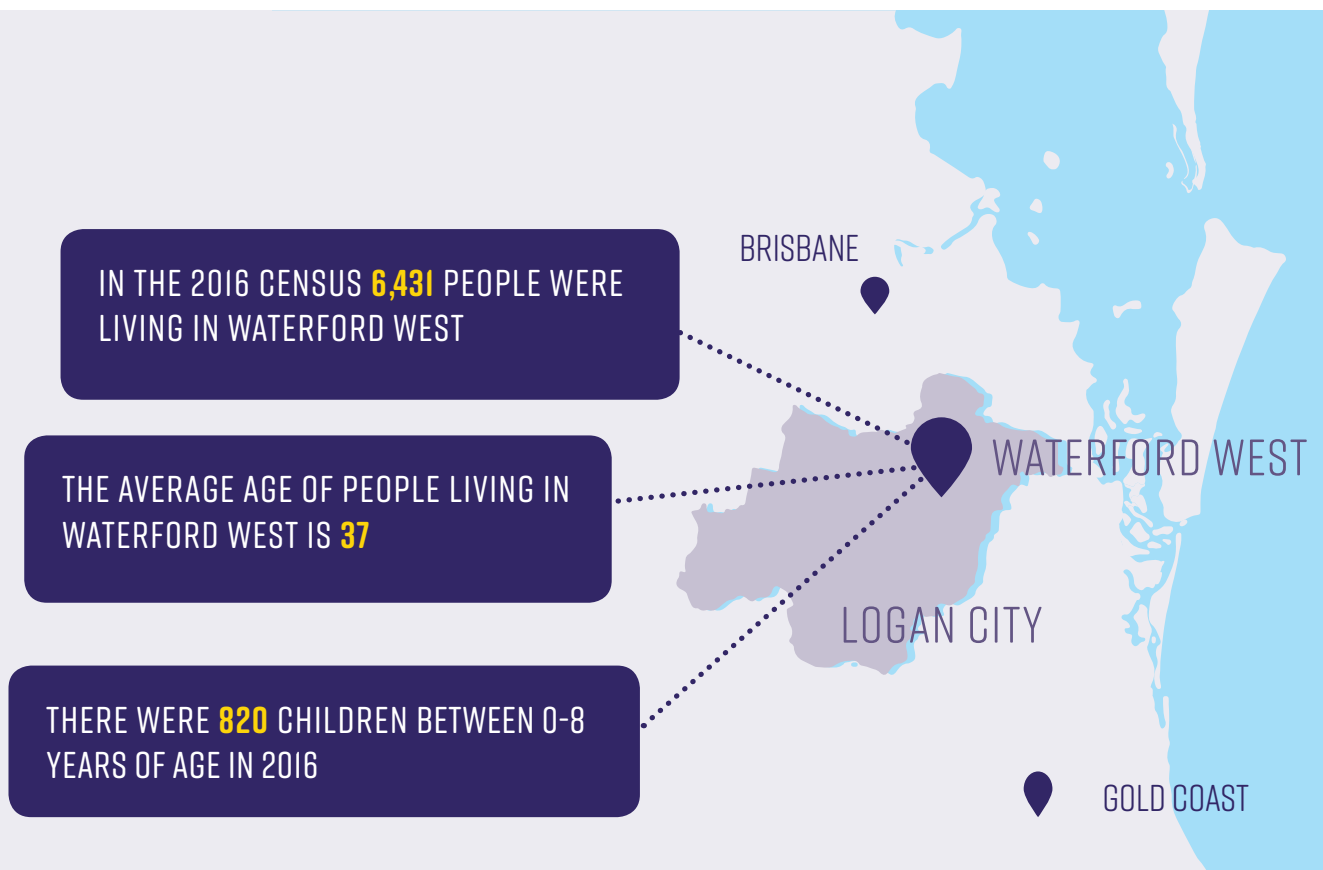 BRISBANE
IN THE 2016 CENSUS 6,431 PEOPLE WERE
LIVING IN WATERFORD WEST
WATERFORD WEST
THE AVERAGE AGE OF PEOPLE LIVING IN
WATERFORD WEST IS 37
LOGAN CITY
THERE WERE 820 CHILDREN BETWEEN 0-8
YEARS OF AGE IN 2016
GOLD COAST